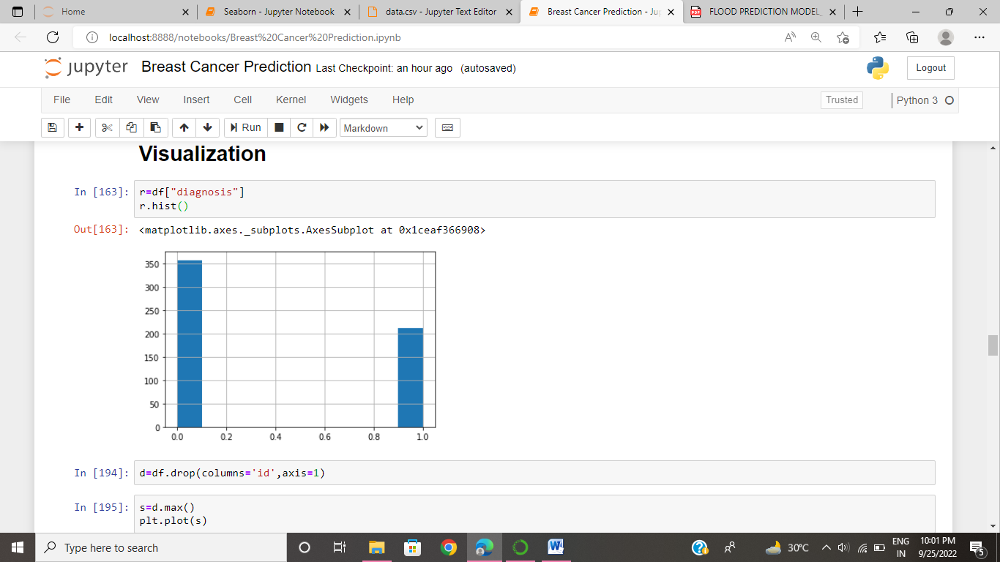 Home
Seaborn - Jupyter Notebook
data.csv - Jupyter Text Editor
Breast Cancer Prediction - Ju
PDF
FLOOD PREDICTION MODEL_
localhost:8888/notebooks/Breast%20Cancer%20Prediction.ipynb
jupyter Breast Cancer Prediction Last Checkpoint: an hour ago (autosaved)
Logout
File Edit View Insert Cell Kernel Widgets Help
Trusted
Python 3
Run
Markdown
Visualization
In [163]: r=df["diagnosis"]
r.hist()
Out[163]: <matplotlib.axes._subplots.AxesSubplot at 0x1ceaf366908>
350
300
250
200
150
100
50
0
0.0 0.2 0.4 0.6 0.8 1.0
In [194]: d=df.drop(columns='id',axis=1)
In [195]: s=d.max()
plt.plot(s)
Type here to search
30°C
ENG
IN
10:01 PM
9/25/2022
5